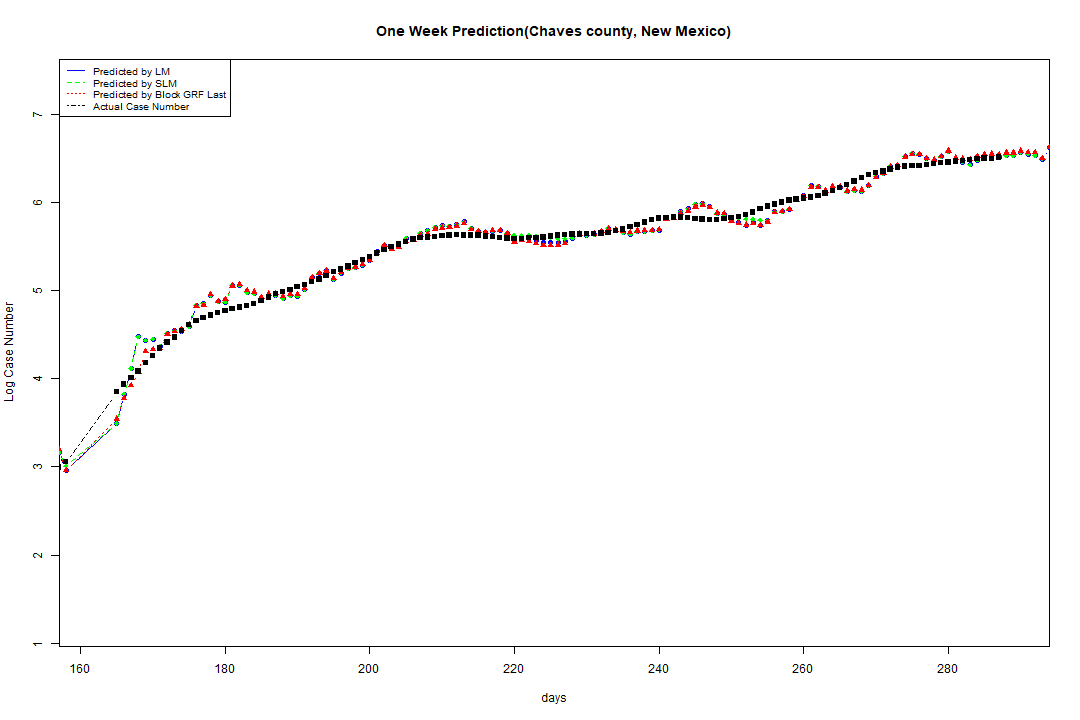 One Week Prediction(Chaves county, New Mexico)
Predicted by LM
Predicted by SLM
Predicted by Block GRF Last
Actual Case Number
7
6
5
4
3
2
1
Log Case Number
160 180 200 220 240 260 280
days